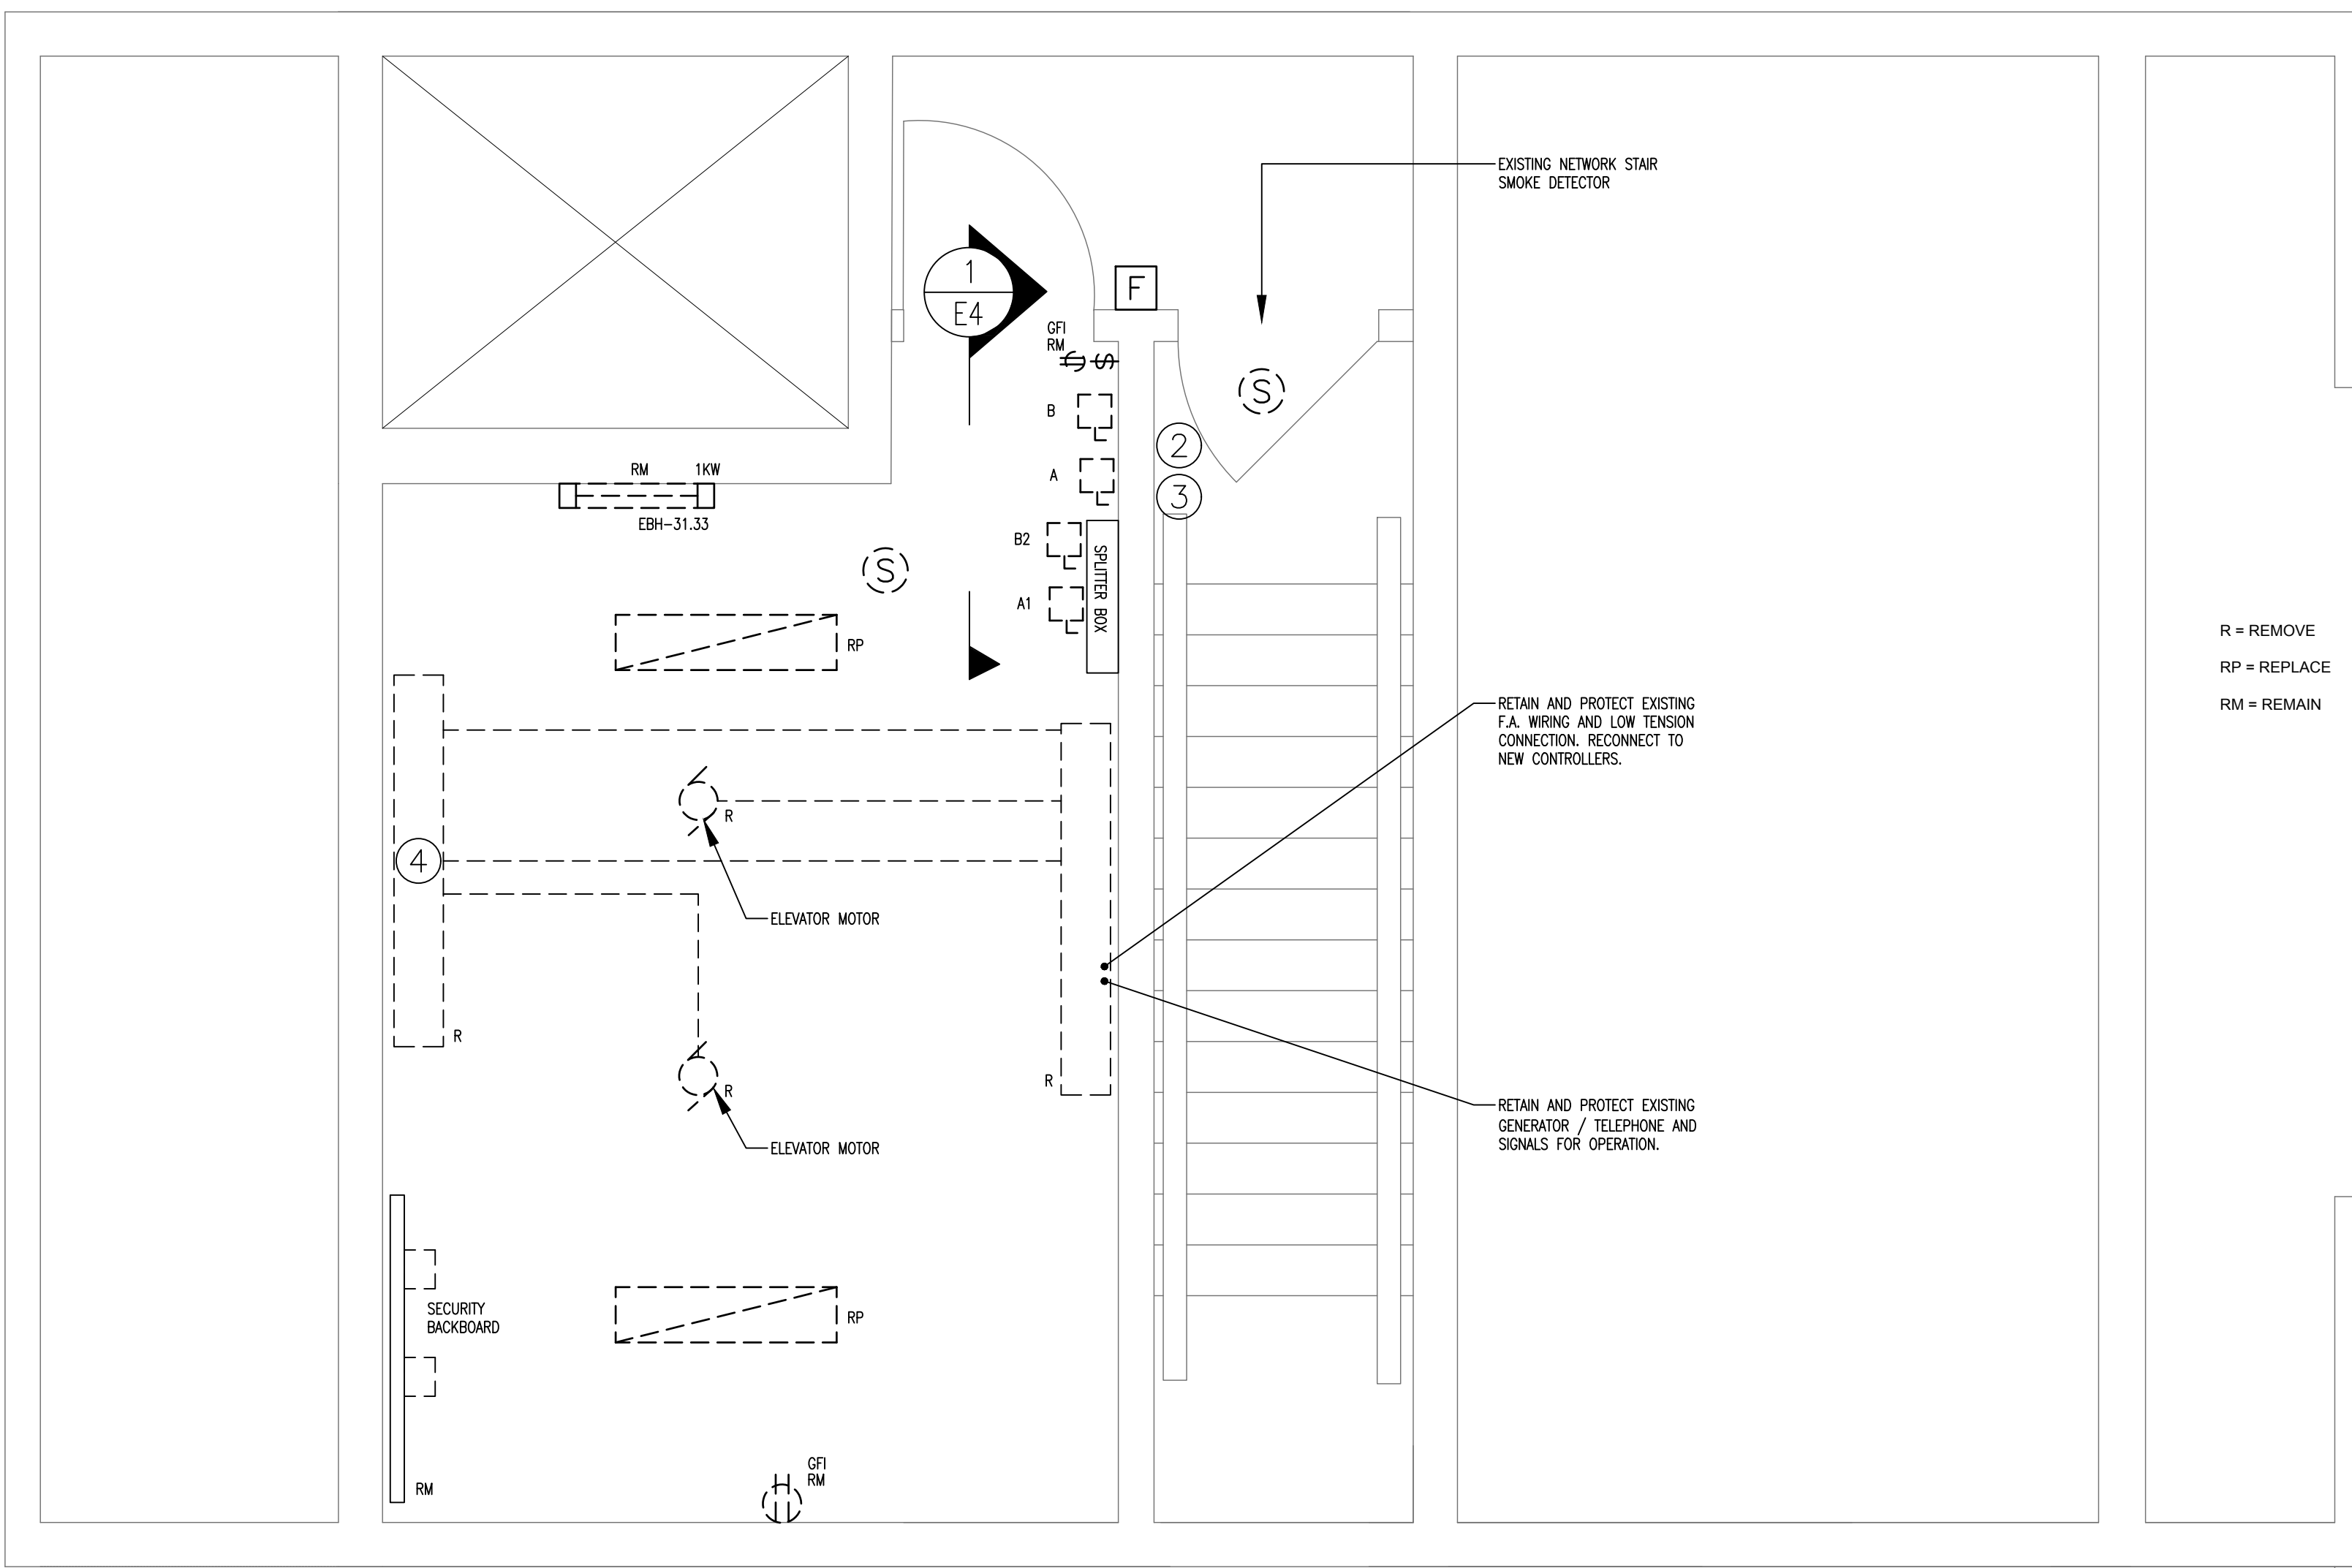 EXISTING NETWORK STAIR
SMOKE DETECTOR
1
E4
F
GFI
RM
$
S
B
2
A
3
RM 1KW
EBH-31.33
B2
SPLITTER BOX
S
A1
RP
R = REMOVE
RP = REPLACE
RM = REMAIN
RETAIN AND PROTECT EXISTING
F.A. WIRING AND LOW TENSION
CONNECTION. RECONNECT TO
NEW CONTROLLERS.
R
4
ELEVATOR MOTOR
R
R
R
ELEVATOR MOTOR
RETAIN AND PROTECT EXISTING
GENERATOR / TELEPHONE AND
SIGNALS FOR OPERATION.
SECURITY
BACKBOARD
RP
RM
GFI
RM